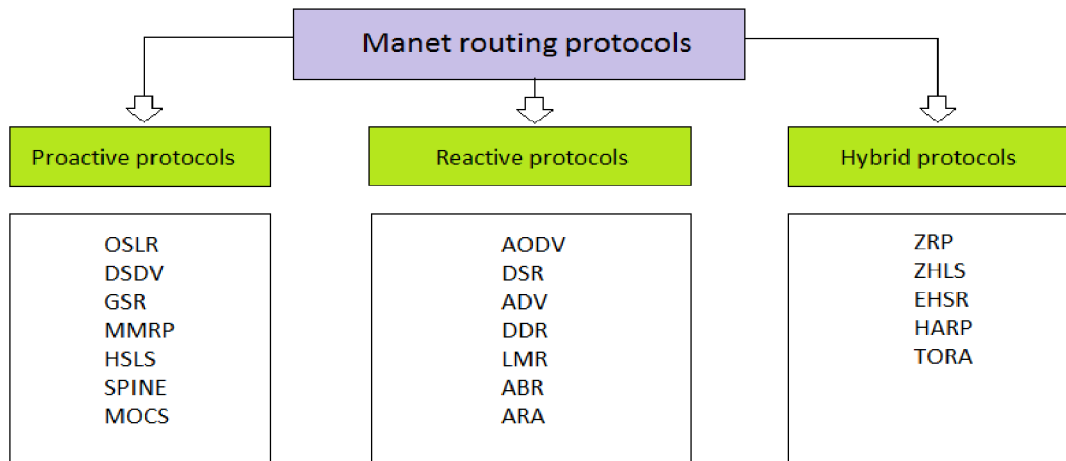 Manet routing protocols
Proactive protocols
Reactive protocols
Hybrid protocols
OSLR
DSDV
GSR
MMRP
HSLS
SPINE
MOCS
AODV
DSR
ADV
DDR
LMR
ABR
ARA
ZRP
ZHLS
EHSR
HARP
TORA